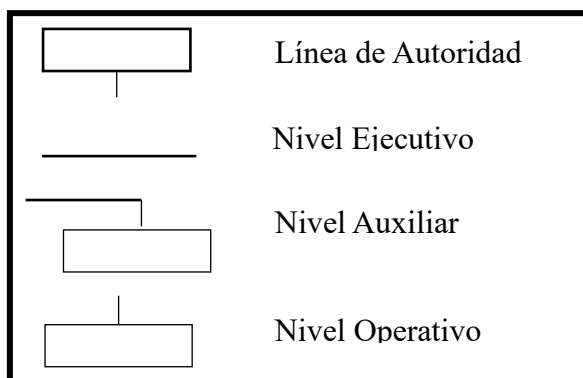 Línea de Autoridad
Nivel Ejecutivo
Nivel Auxiliar
Nivel Operativo